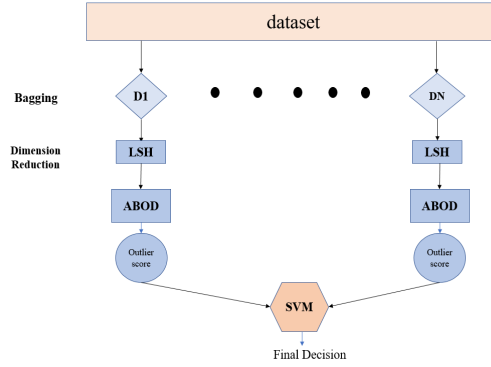 dataset
Bagging
D1
DN
Dimension
Reduction
LSH
LSH
ABOD
ABOD
Outlier
score
Outlier
score
SVM
Final Decision